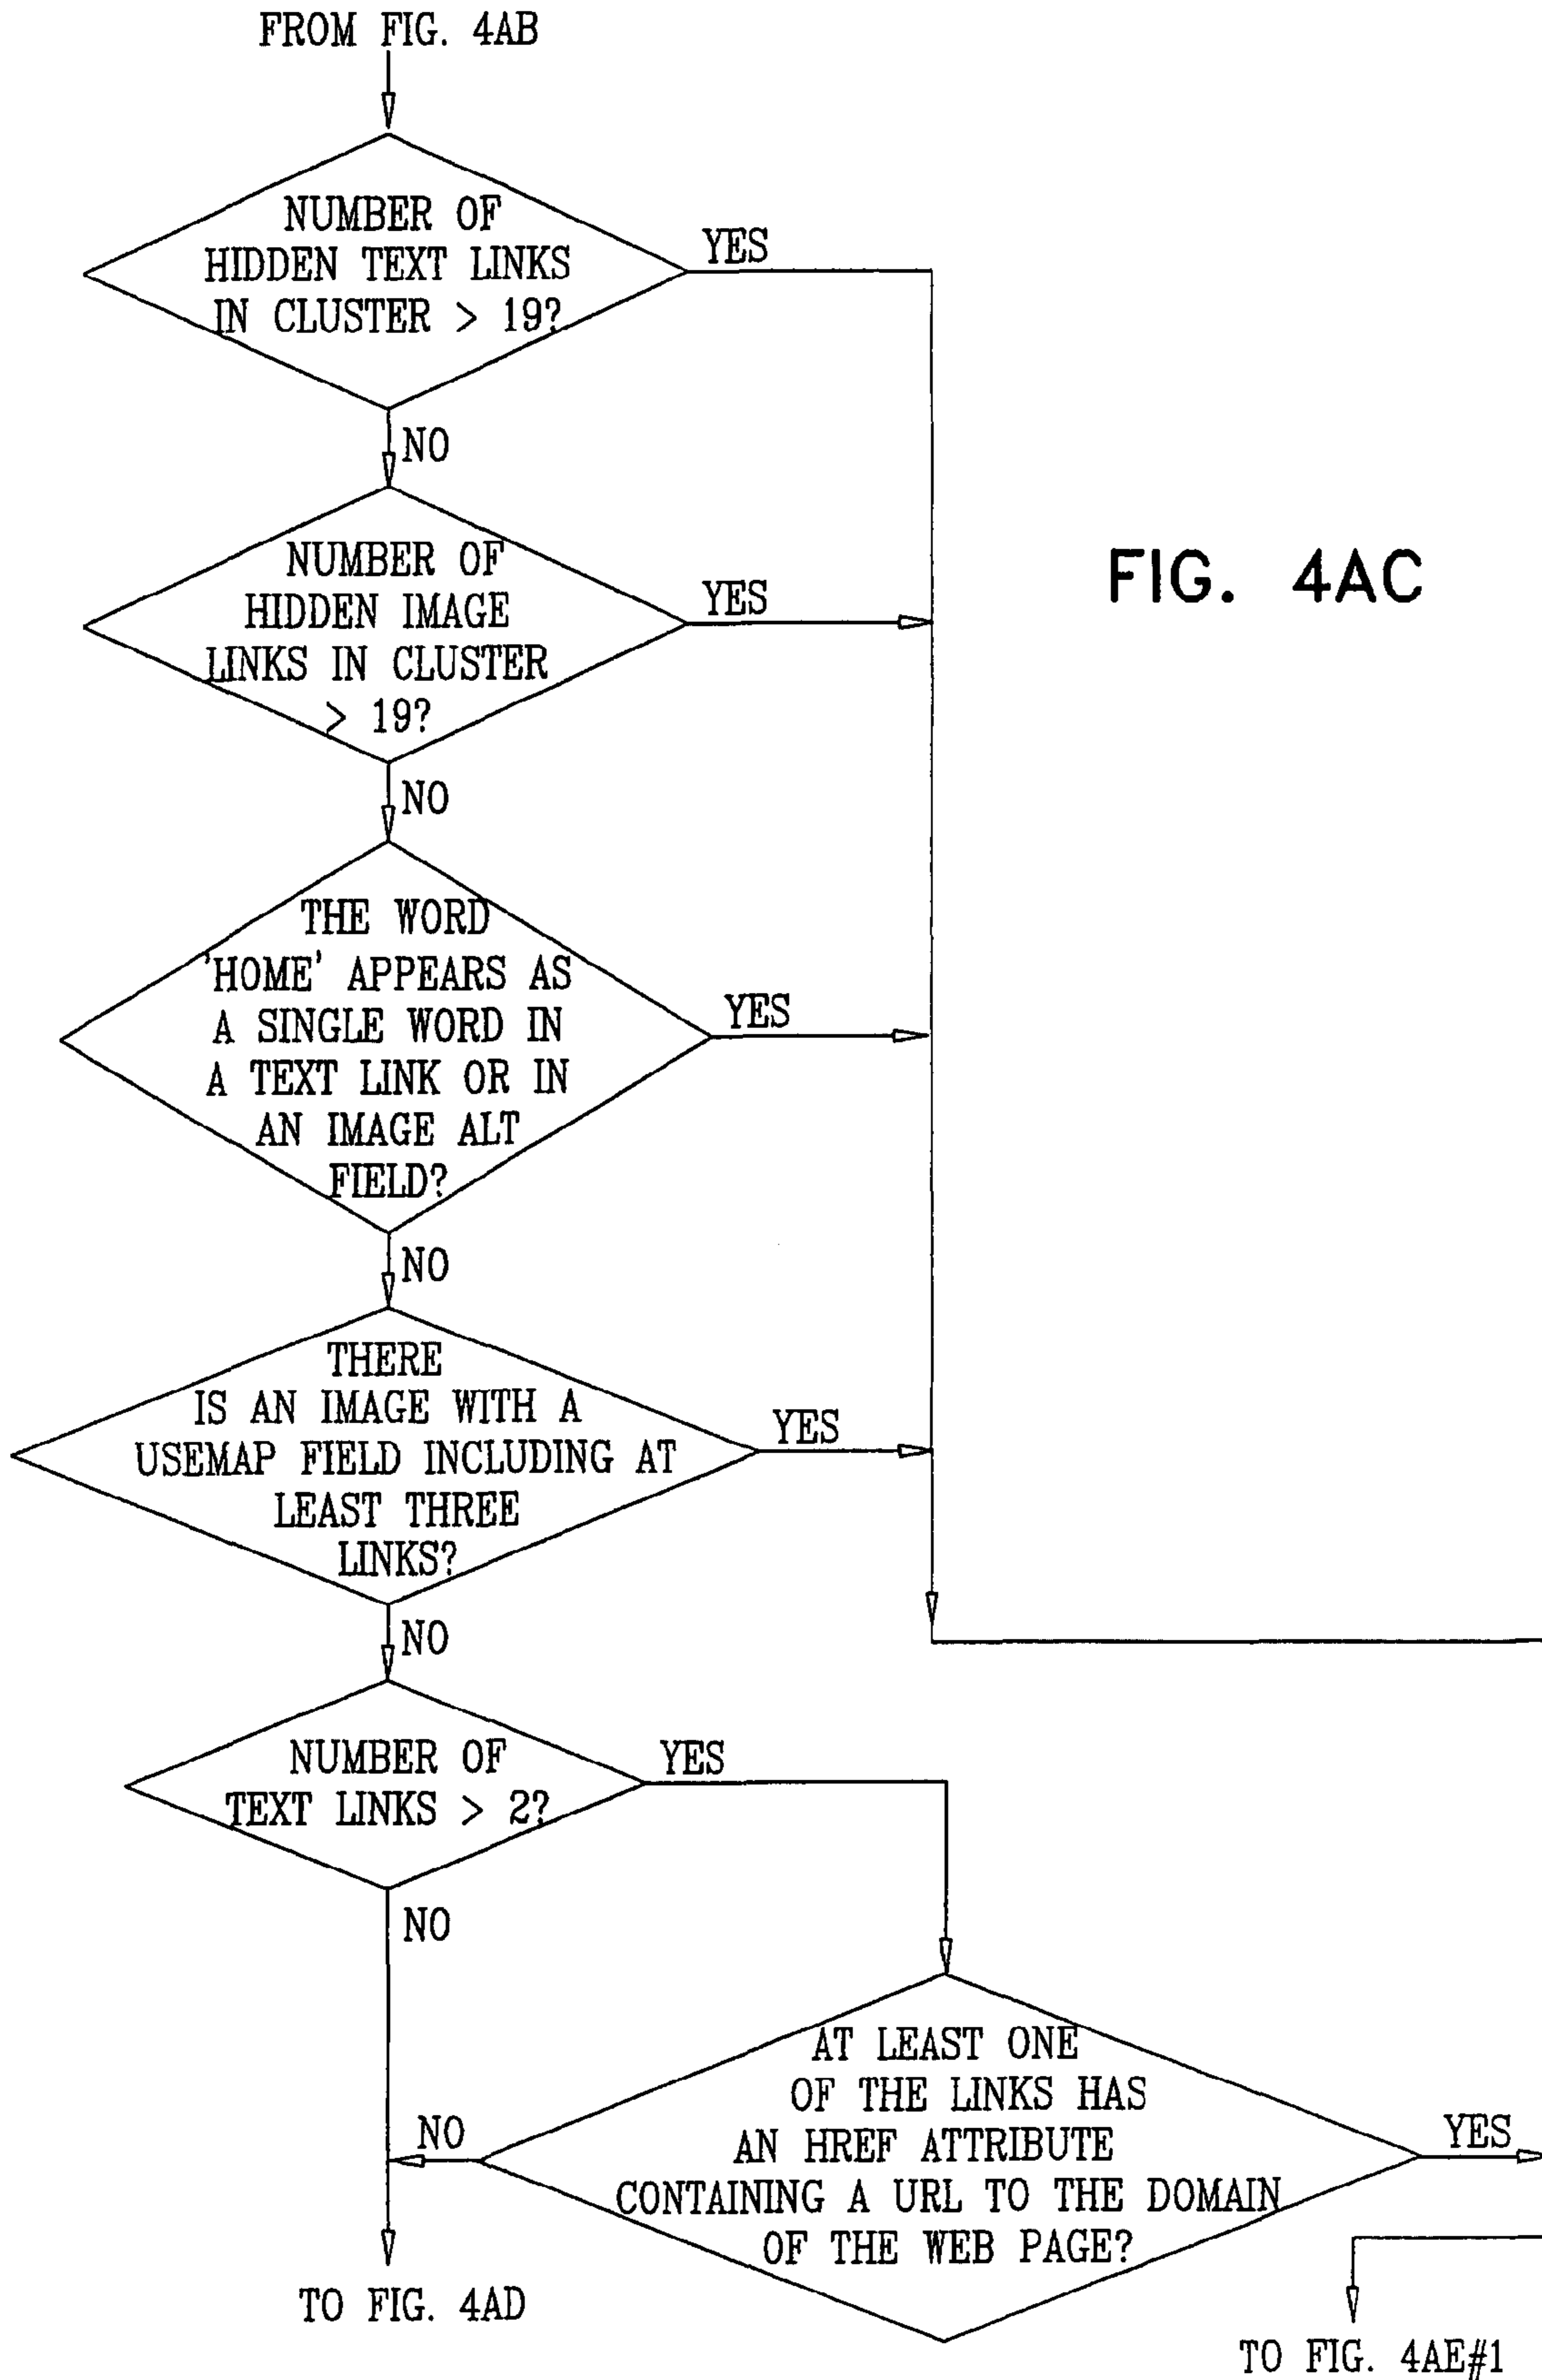 FROM FIG. 4AB
NUMBER OF
HIDDEN TEXT LINKS
IN CLUSTER > 19?
YES
NO
NUMBER OF
HIDDEN IMAGE
LINKS IN CLUSTER
> 19?
YES
FIG. 4AC
NO
THE WORD
'HOME' APPEARS AS
A SINGLE WORD IN
A TEXT LINK OR IN
AN IMAGE ALT
FIELD?
YES
NO
THERE
IS AN IMAGE WITH A
USEMAP FIELD INCLUDING AT
LEAST THREE
LINKS?
YES
NO
NUMBER OF
TEXT LINKS > 2?
YES
NO
AT LEAST ONE
OF THE LINKS HAS
AN HREF ATTRIBUTE
CONTAINING A URL TO THE DOMAIN
OF THE WEB PAGE?
NO
YES
TO FIG. 4AD
TO FIG. 4AE#1